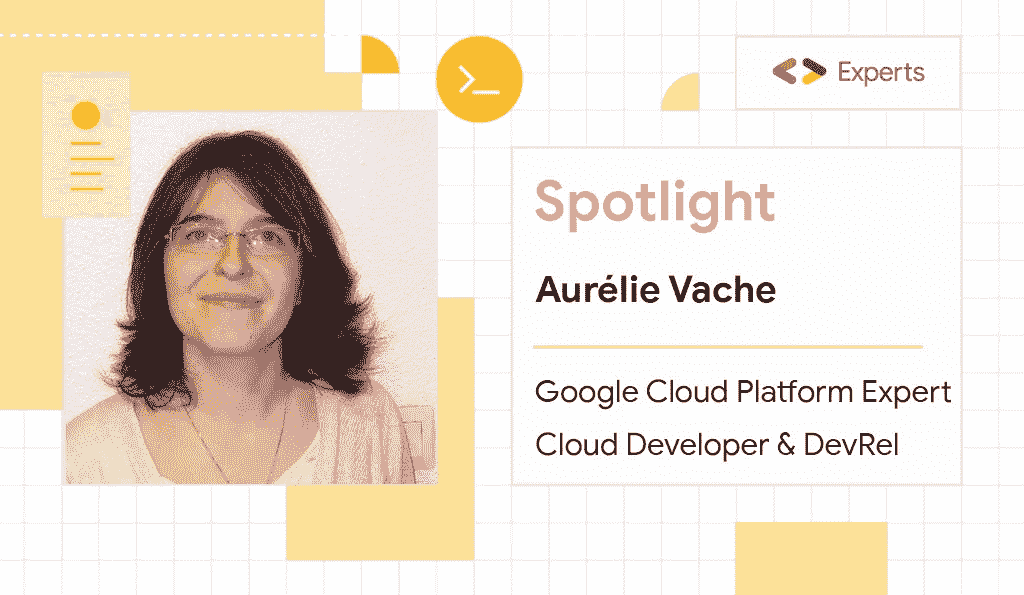 Experts
Spotlight
Aurélie Vache
Google Cloud Platform Expert
Cloud Developer & DevRel